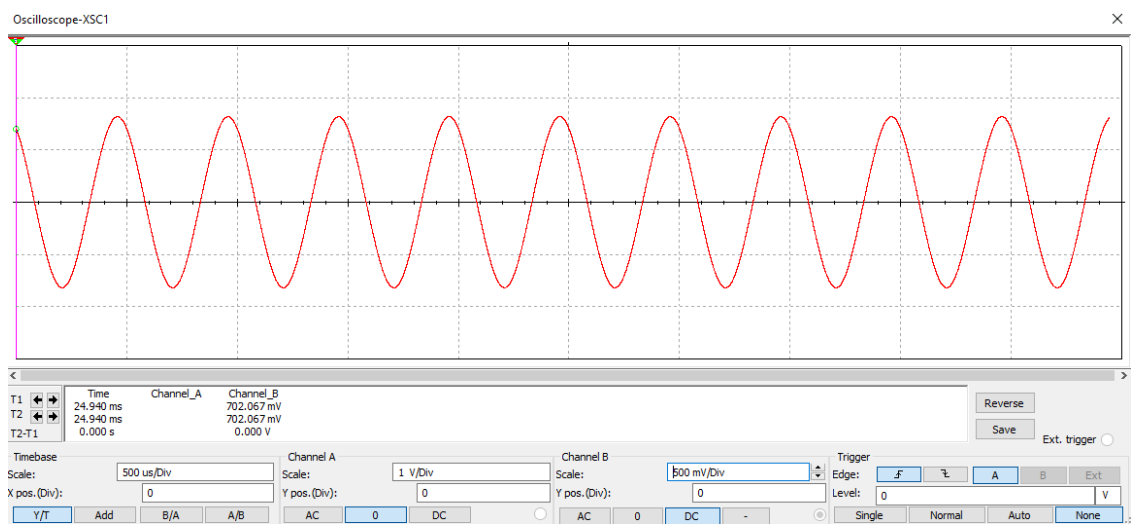 Oscilloscope-XSC1
Time Channel_A Channel_B
T1 24.940 ms 702.067 mV
T2 24.940 ms 702.067 mV
T2-T1 0.000 s 0.000 V
Reverse
Save
Ext. trigger
Timebase
Scale: 500 us/Div
X pos.(Div): 0
Y/T Add B/A A/B
Channel A
Scale: 1 V/Div
Y pos.(Div): 0
AC 0 DC
Channel B
Scale: 500 mV/Div
Y pos.(Div): 0
AC 0 DC -
Trigger
Edge: A B Ext
Level: 0 V
Single Normal Auto None